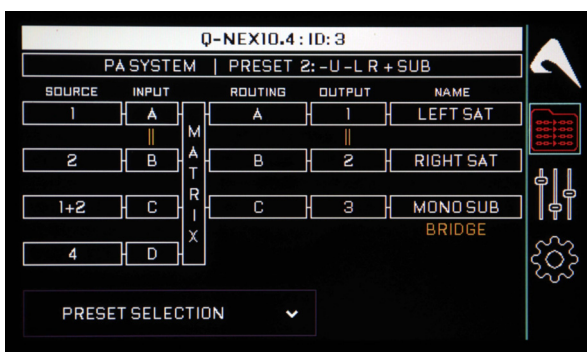 Q-NEX10.4 : ID: 3
PA SYSTEM | PRESET 2: -U -L R + SUB
SOURCE INPUT ROUTING OUTPUT NAME
1 A A 1 LEFT SAT
2 B B 2 RIGHT SAT
1+2 C C 3 MONO SUB
BRIDGE
4 D
MATRIX
PRESET SELECTION